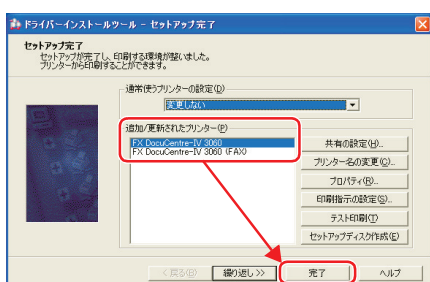 ドライバーインストールツール - セットアップ完了
セットアップ完了
セットアップが完了し、印刷する環境が整いました。
プリンターから印刷することができます。
通常使うプリンターの設定(D)
変更しない
追加/更新されたプリンター(P)
FX DocuCentre-IV 3060
FX DocuCentre-IV 3060 (FAX)
共有の設定(H)...
プリンター名の変更(C)...
プロパティ(R)...
印刷指示の設定(S)...
テスト印刷(T)
セットアップディスク作成(E)
< 戻る(B)
繰り返し >>
完了
ヘルプ